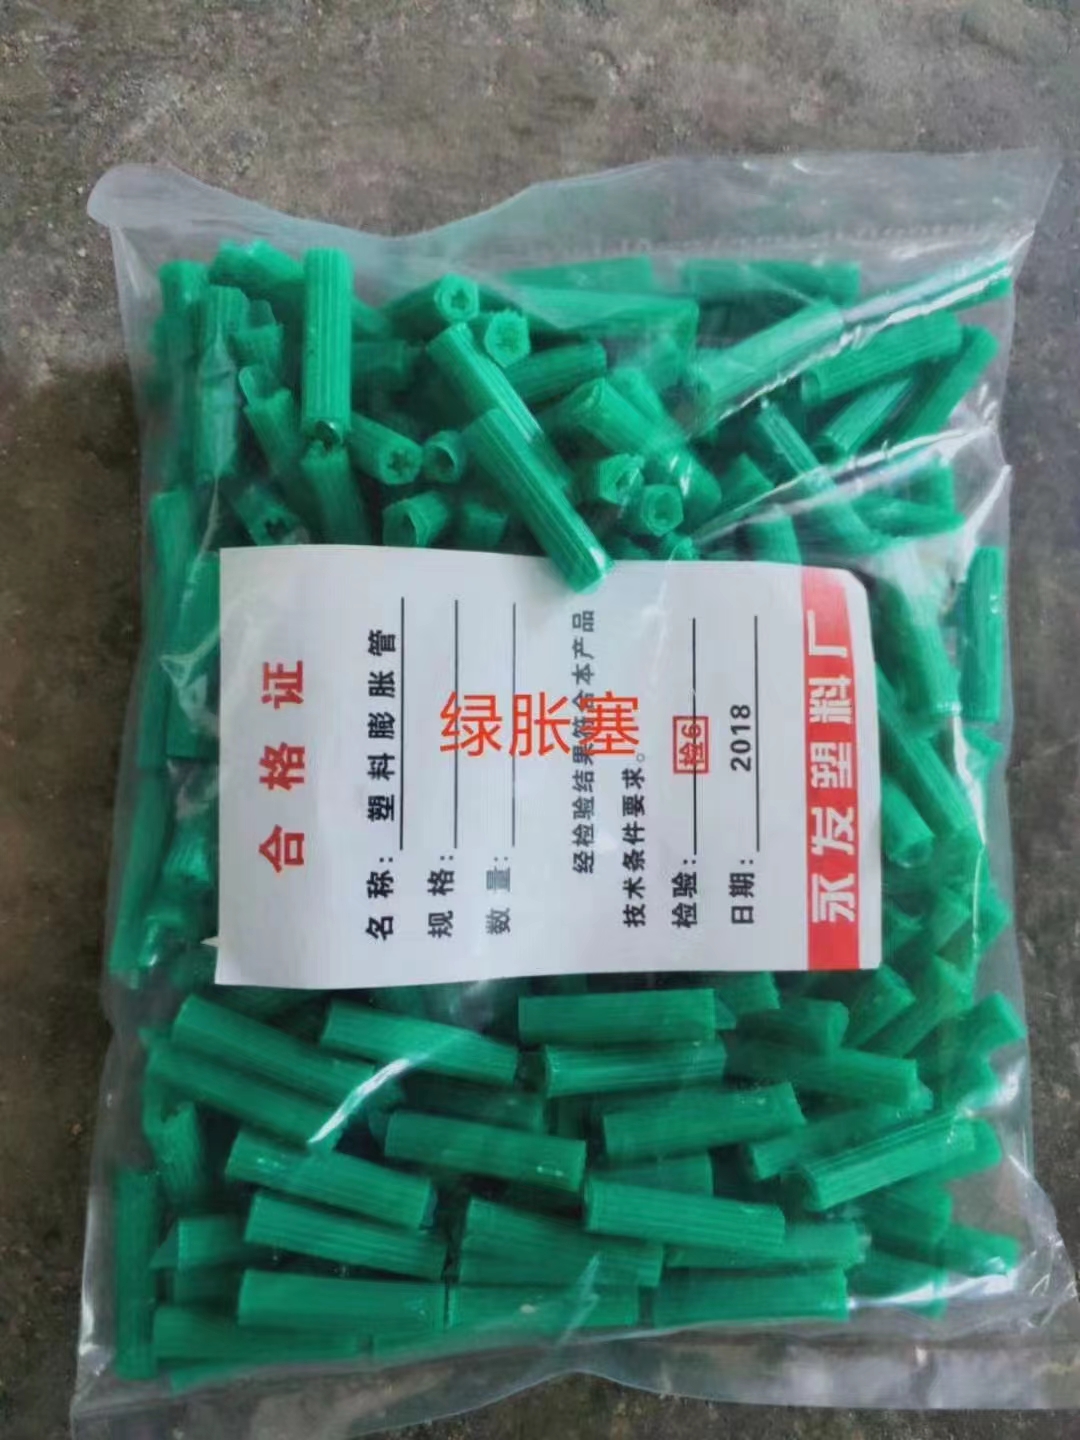 合格证
名称：塑料膨胀管
规格：
数量：
经检验结果符合本产品
技术条件要求。
检验：检6
日期：2018
永发塑料厂
绿胀塞